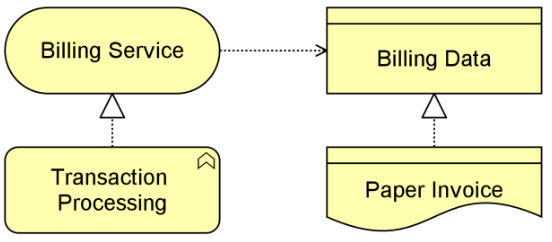 Billing Service
Billing Data
Transaction
Processing
Paper Invoice